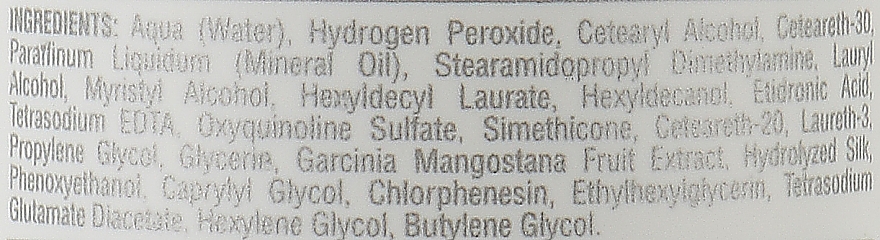 INGREDIENTS: Aqua (Water), Hydrogen Peroxide, Cetearyl Alcohol, Ceteareth-30,
Paraffinum Liquidum (Mineral Oil), Stearamidopropyl Dimethylamine, Lauryl
Alcohol, Myristyl Alcohol, Hexyldecyl Laurate, Hexyldecanol, Etidronic Acid,
Tetrasodium EDTA, Oxyquinoline Sulfate, Simethicone, Ceteareth-20, Laureth-3,
Propylene Glycol, Glycerin, Garcinia Mangostana Fruit Extract, Hydrolyzed Silk,
Phenoxyethanol, Caprylyl Glycol, Chlorphenesin, Ethylhexylglycerin, Tetrasodium
Glutamate Diacetate, Hexylene Glycol, Butylene Glycol.